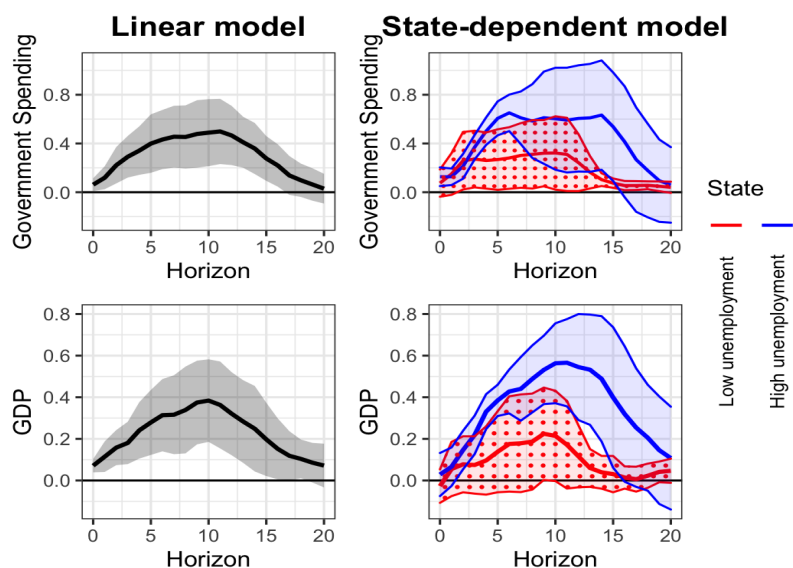 Linear model
State-dependent model
Government Spending
0.8
0.4
0.0
0 5 10 15 20
Horizon
Government Spending
0.8
0.4
0.0
0 5 10 15 20
Horizon
State
Low unemployment
High unemployment
GDP
0.8
0.6
0.4
0.2
0.0
0 5 10 15 20
Horizon
GDP
0.8
0.6
0.4
0.2
0.0
0 5 10 15 20
Horizon